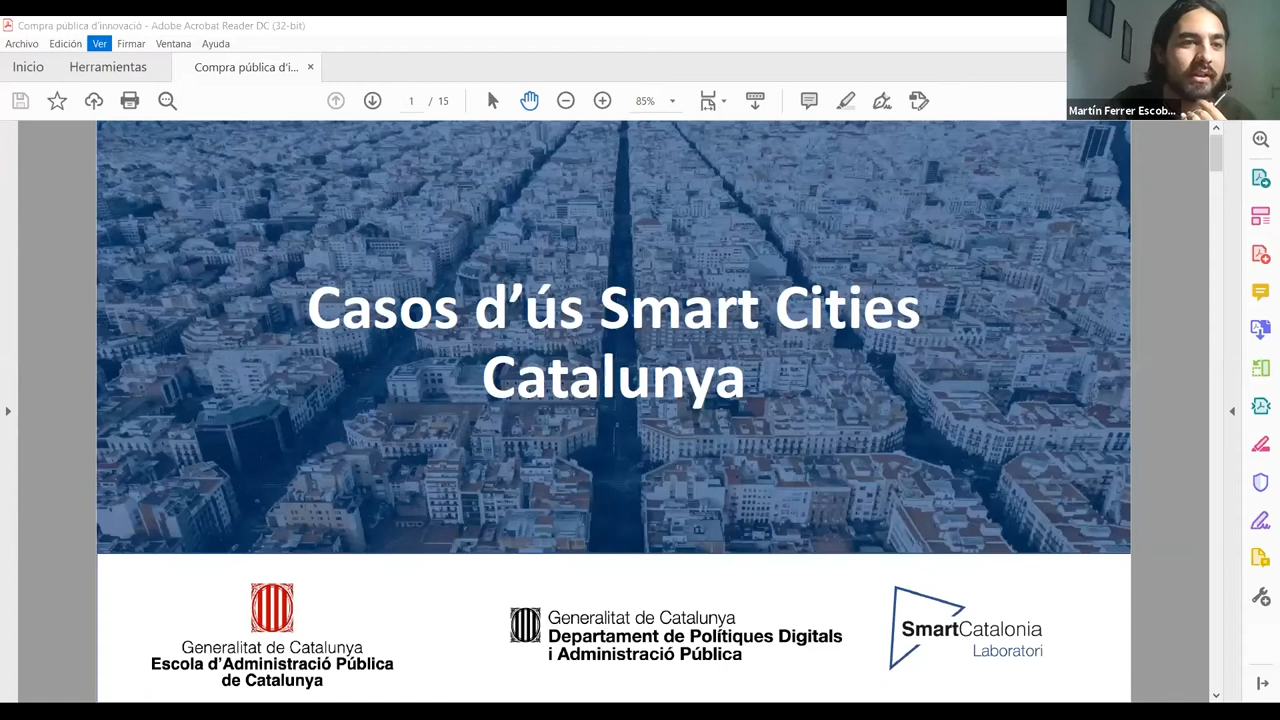 Compra pública d'innovació - Adobe Acrobat Reader DC (32-bit)
Archivo Edición Ver Firmar Ventana Ayuda
Inicio Herramientas Compra pública d'i... ×
1 / 15 85%
Martín Ferrer Escob...
Casos d'ús Smart Cities
Catalunya
Generalitat de Catalunya
Escola d'Administració Pública
de Catalunya
Generalitat de Catalunya
Departament de Polítiques Digitals
i Administració Pública
SmartCatalonia
Laboratori